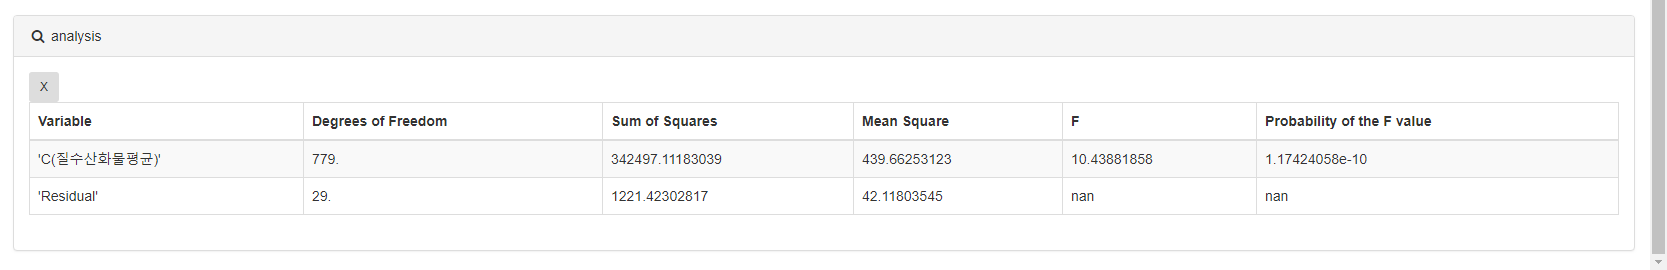 analysis
X
Variable Degrees of Freedom Sum of Squares Mean Square F Probability of the F value
'C(질수산화물평균)' 779. 342497.11183039 439.66253123 10.43881858 1.17424058e-10
'Residual' 29. 1221.42302817 42.11803545 nan nan